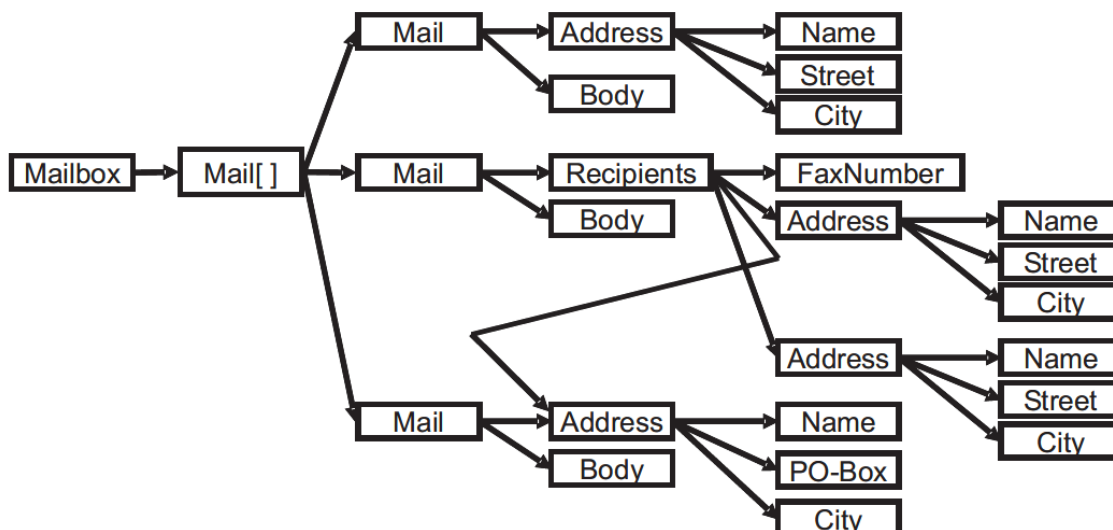 Mail
Address
Name
Street
Body
City
Mailbox
Mail[ ]
Mail
Recipients
FaxNumber
Body
Address
Name
Street
City
Address
Name
Street
City
Mail
Address
Name
Body
PO-Box
City